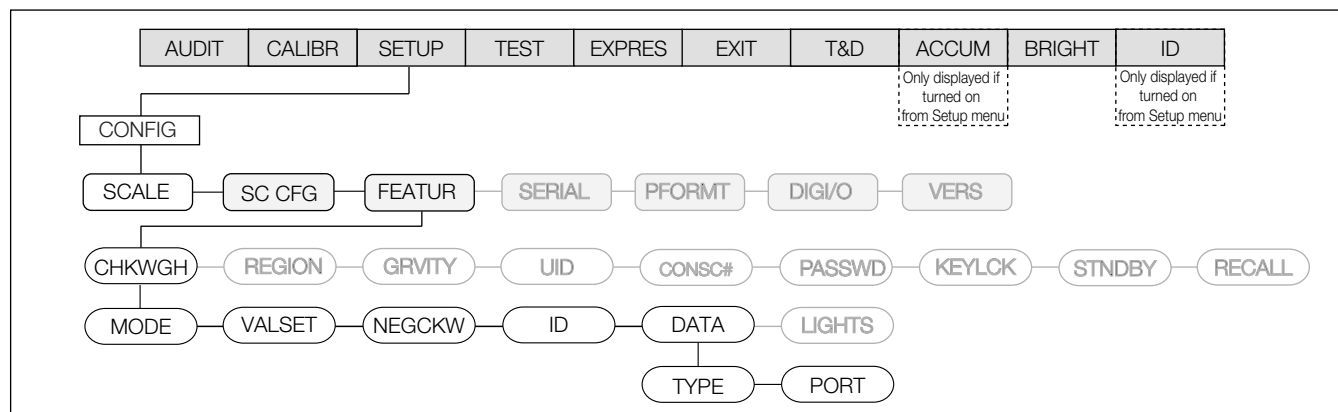 AUDIT CALIBR SETUP TEST EXPRES EXIT T&D ACCUM BRIGHT ID
Only displayed if turned on from Setup menu
Only displayed if turned on from Setup menu
CONFIG
SCALE SC CFG FEATUR SERIAL PFORMT DIGI/O VERS
CHKWGH REGION GRVITY UID CONSC# PASSWD KEYLCK STNDBY RECALL
MODE VALSET NEGCKW ID DATA LIGHTS
TYPE PORT